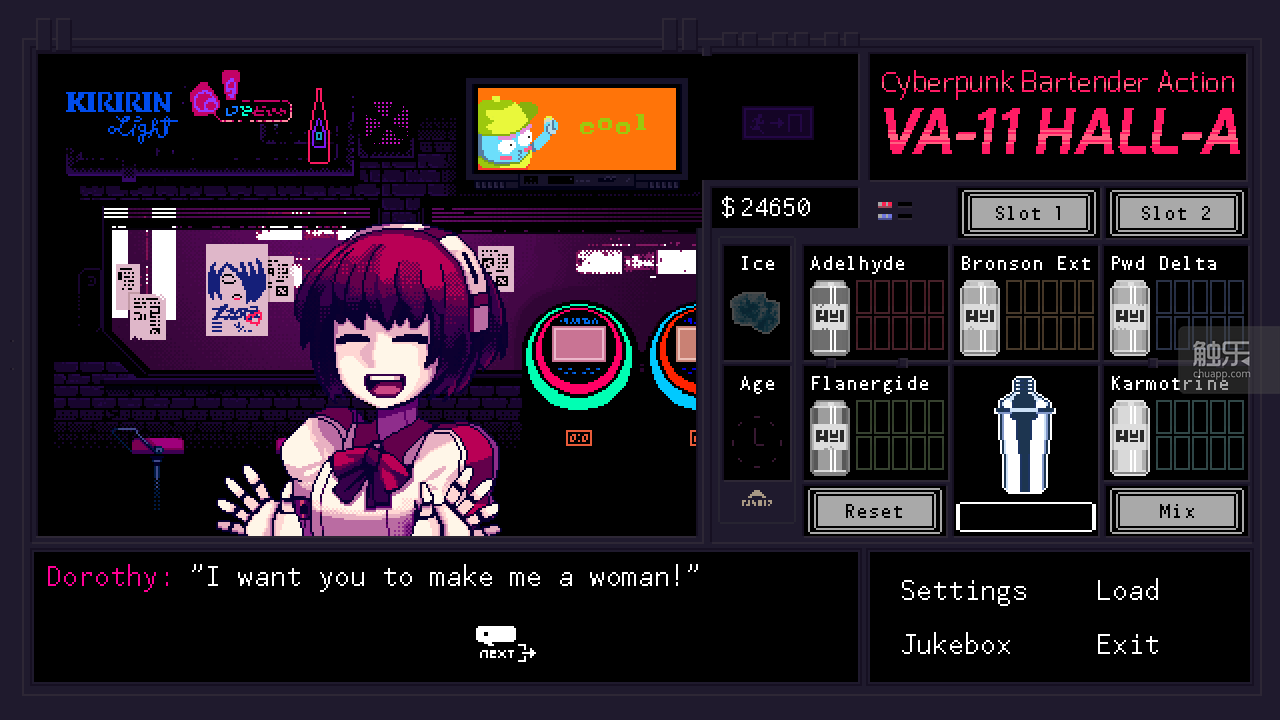 KIRIRIN
Light
cool
Cyberpunk Bartender Action
VA-11 HALL-A
$24650
Slot 1
Slot 2
Ice
Adelhyde
Bronson Ext
Pwd Delta
触乐
chuapp.com
Age
Flanergide
Karmotrine
Reset
Mix
Dorothy: "I want you to make me a woman!"
NEXT
Settings
Load
Jukebox
Exit